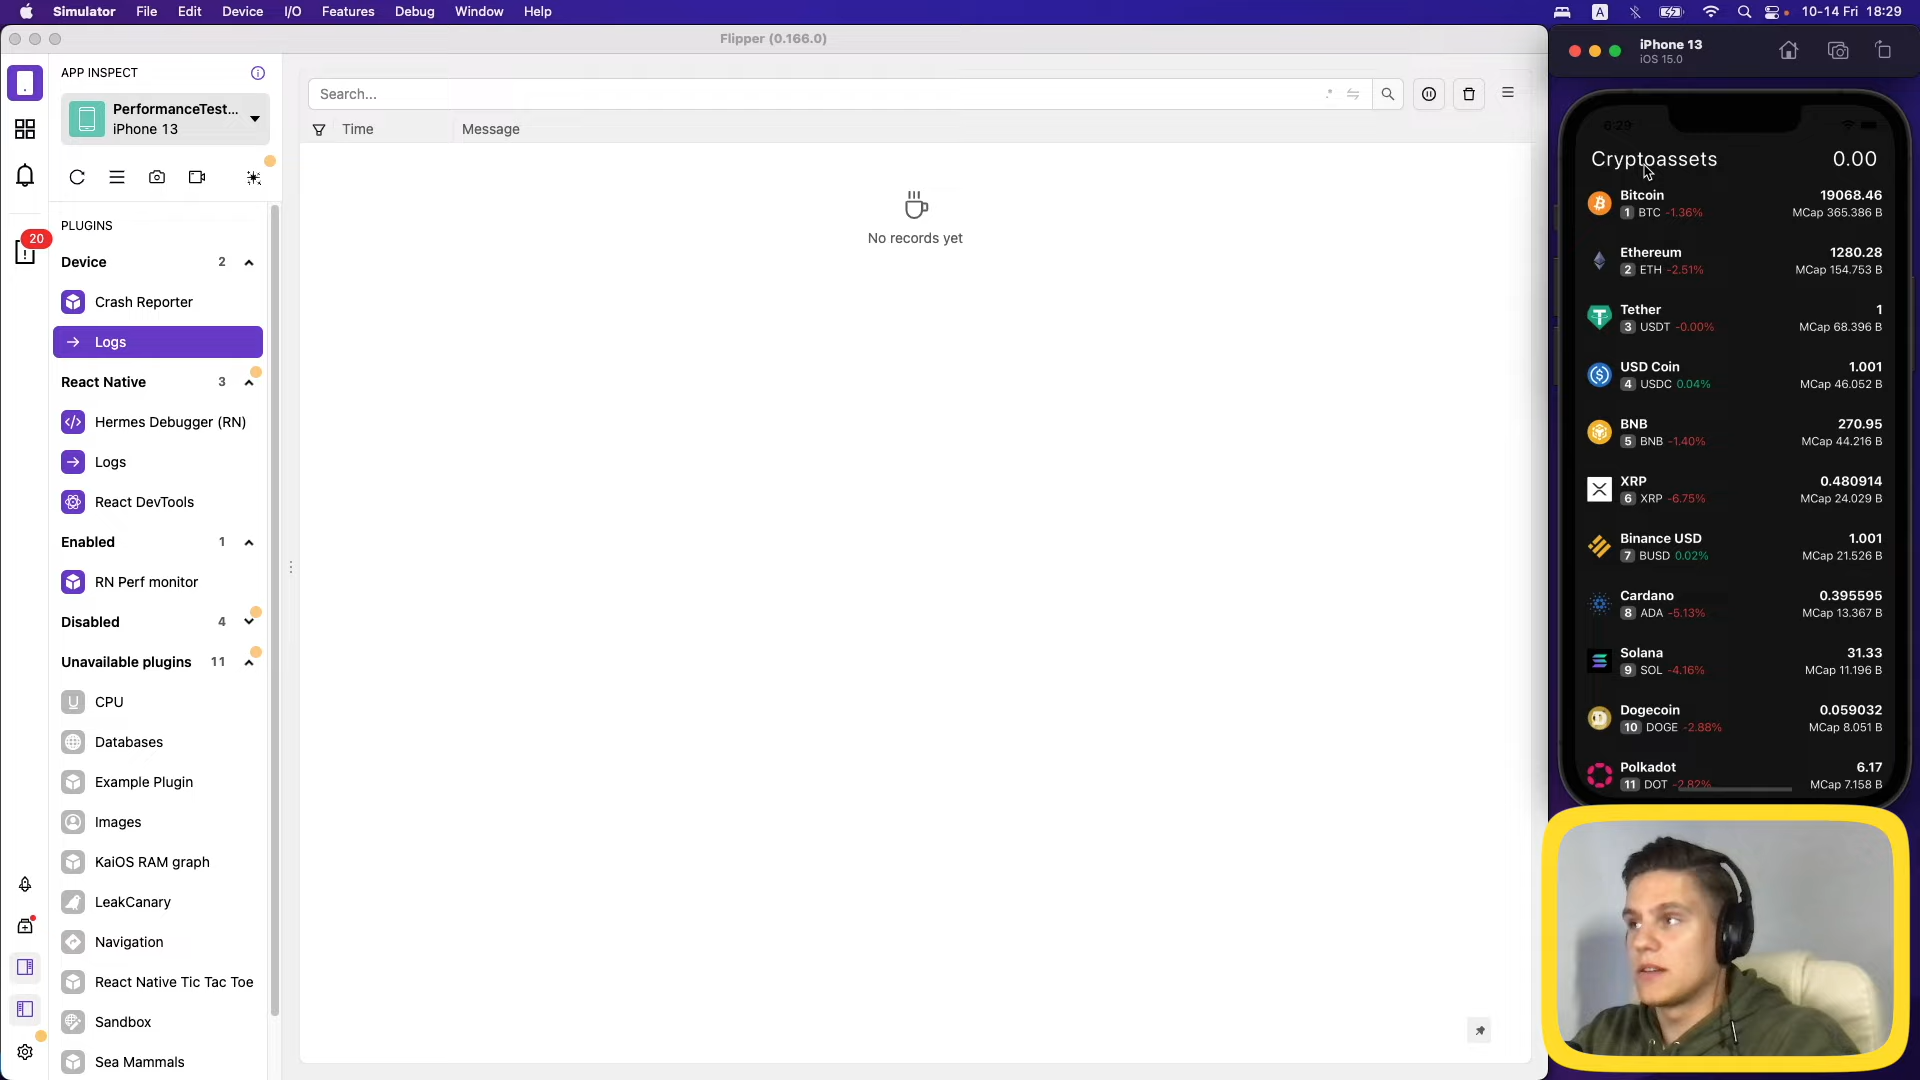 Simulator File Edit Device I/O Features Debug Window Help
A 10-14 Fri 18:29
Flipper (0.166.0)
APP INSPECT
PerformanceTest...
iPhone 13
20
PLUGINS
Device 2
Crash Reporter
Logs
React Native 3
Hermes Debugger (RN)
Logs
React DevTools
Enabled 1
RN Perf monitor
Disabled 4
Unavailable plugins 11
CPU
Databases
Example Plugin
Images
KaiOS RAM graph
LeakCanary
Navigation
React Native Tic Tac Toe
Sandbox
Sea Mammals
Search...
.*
Time Message
No records yet
iPhone 13
iOS 15.0
6:29
Cryptoassets 0.00
Bitcoin 19068.46
1 BTC -1.36% MCap 365.386 B
Ethereum 1280.28
2 ETH -2.51% MCap 154.753 B
Tether 1
3 USDT -0.00% MCap 68.396 B
USD Coin 1.001
4 USDC 0.04% MCap 46.052 B
BNB 270.95
5 BNB -1.40% MCap 44.216 B
XRP 0.480914
6 XRP -6.75% MCap 24.029 B
Binance USD 1.001
7 BUSD 0.02% MCap 21.526 B
Cardano 0.395595
8 ADA -5.13% MCap 13.367 B
Solana 31.33
9 SOL -4.16% MCap 11.196 B
Dogecoin 0.059032
10 DOGE -2.88% MCap 8.051 B
Polkadot 6.17
11 DOT -2.82% MCap 7.158 B